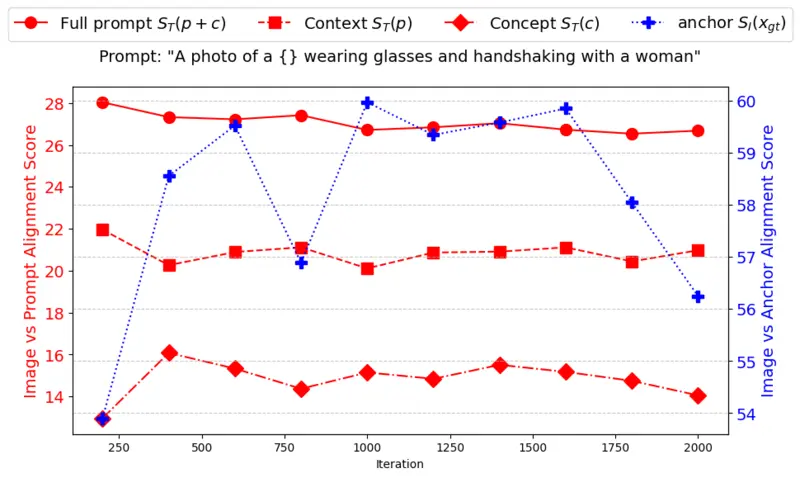 Full prompt S_T(p + c) Context S_T(p) Concept S_T(c) anchor S_I(x_gt)
Prompt: "A photo of a {} wearing glasses and handshaking with a woman"
Image vs Prompt Alignment Score
28
26
24
22
20
18
16
14
60
59
58
57
56
55
54
Image vs Anchor Alignment Score
250 500 750 1000 1250 1500 1750 2000
Iteration